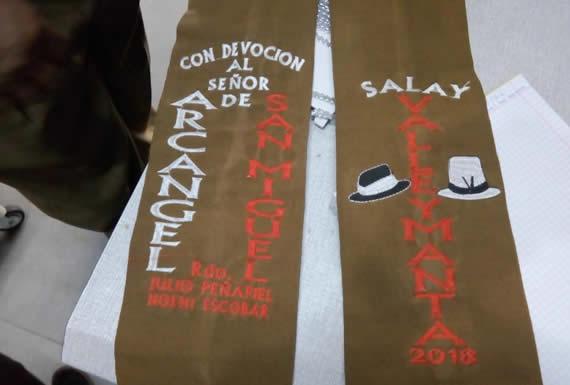 CON DEVOCION
AL
SEÑOR
DE
ARCANGEL
SAN MIGUEL
Rdo.
JULIO PEÑAFIEL
NOEMI ESCOBAR
SALAY
VALLEYMANTA
2018